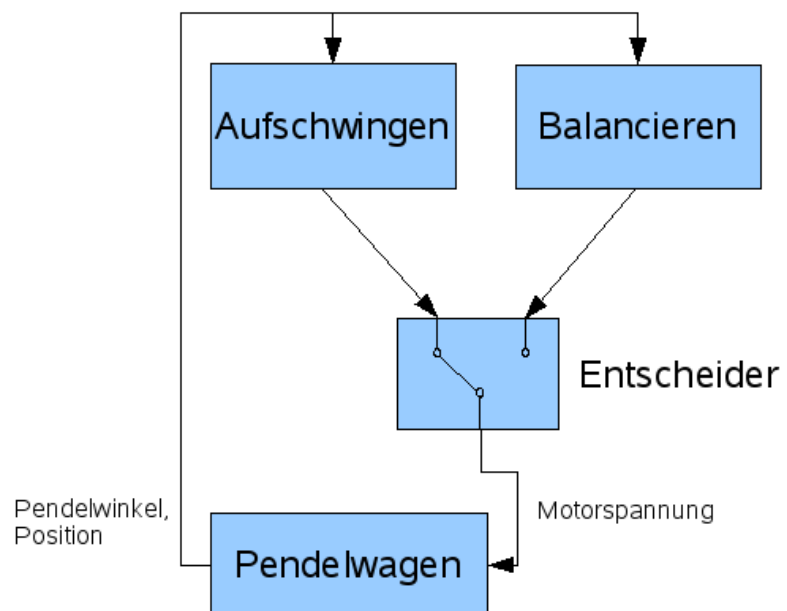 Aufschwingen
Balancieren
Entscheider
Pendelwinkel,
Position
Motorspannung
Pendelwagen